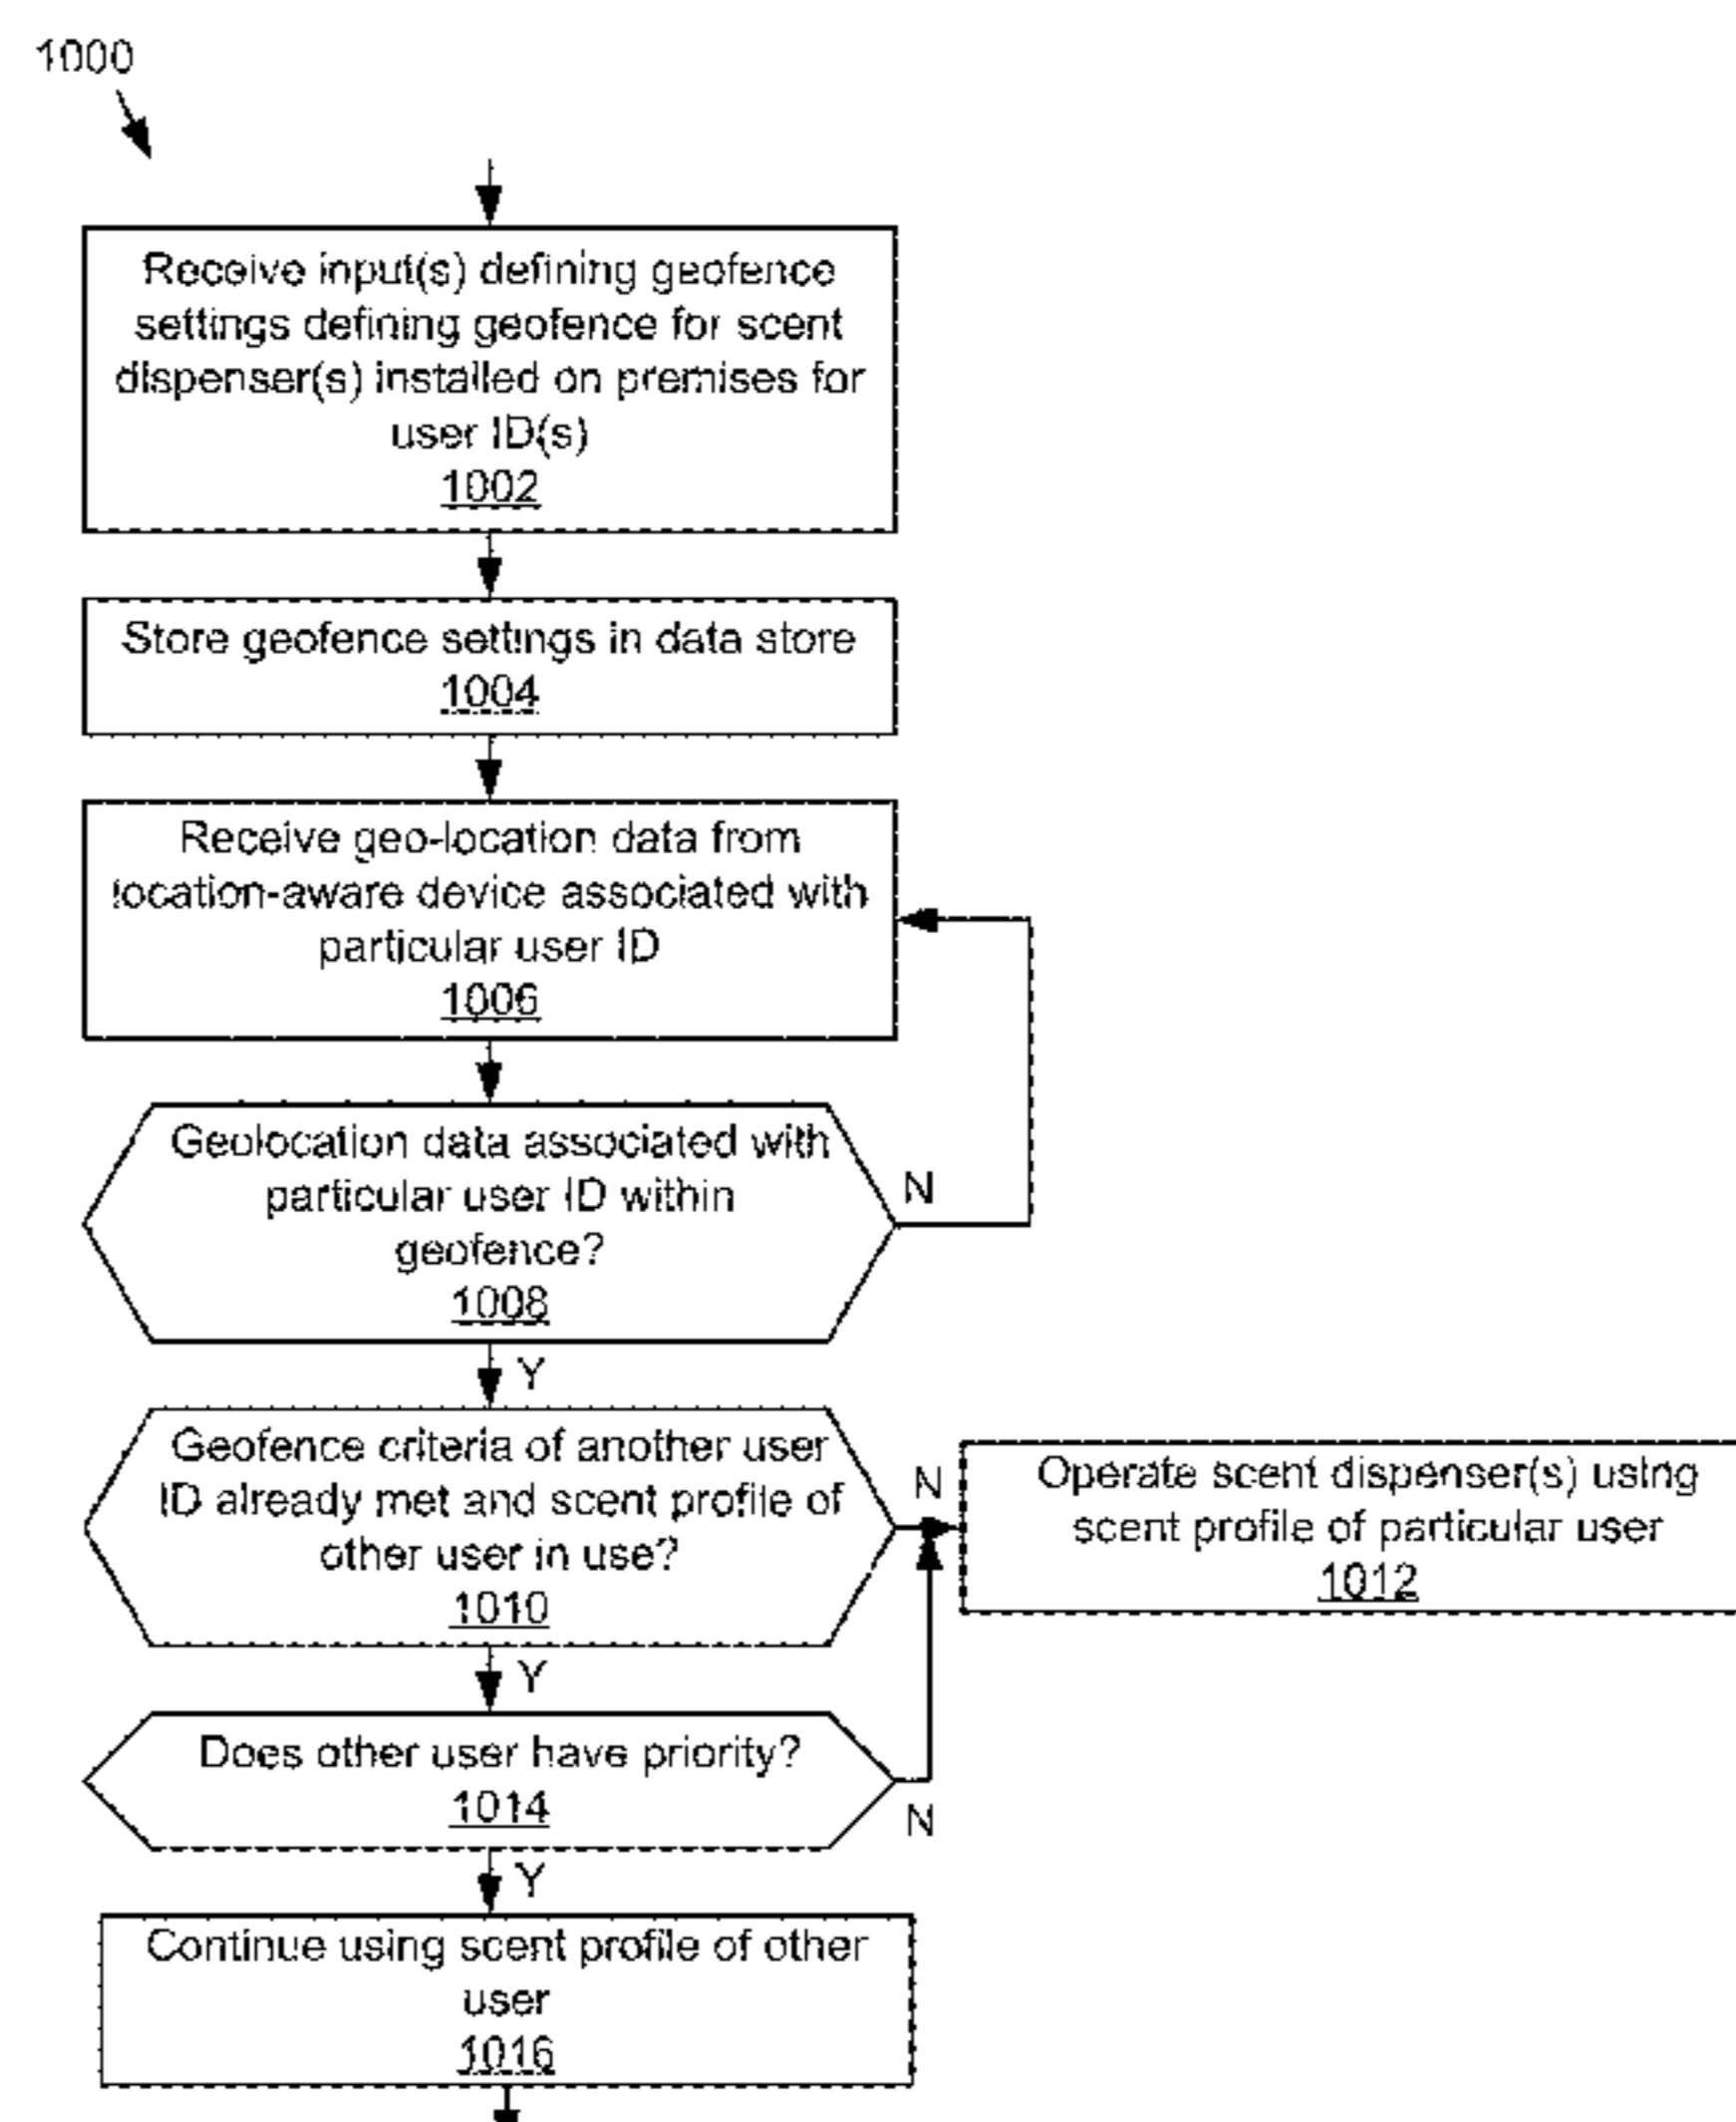 1000
Receive input(s) defining geofence
settings defining geofence for scent
dispenser(s) installed on premises for
user ID(s)
1002
Store geofence settings in data store
1004
Receive geo-location data from
location-aware device associated with
particular user ID
1006
Geolocation data associated with
particular user ID within
geofence?
1008
N
Y
Geofence criteria of another user
ID already met and scent profile of
other user in use?
1010
N
Operate scent dispenser(s) using
scent profile of particular user
1012
Y
Does other user have priority?
1014
N
Y
Continue using scent profile of other
user
1016